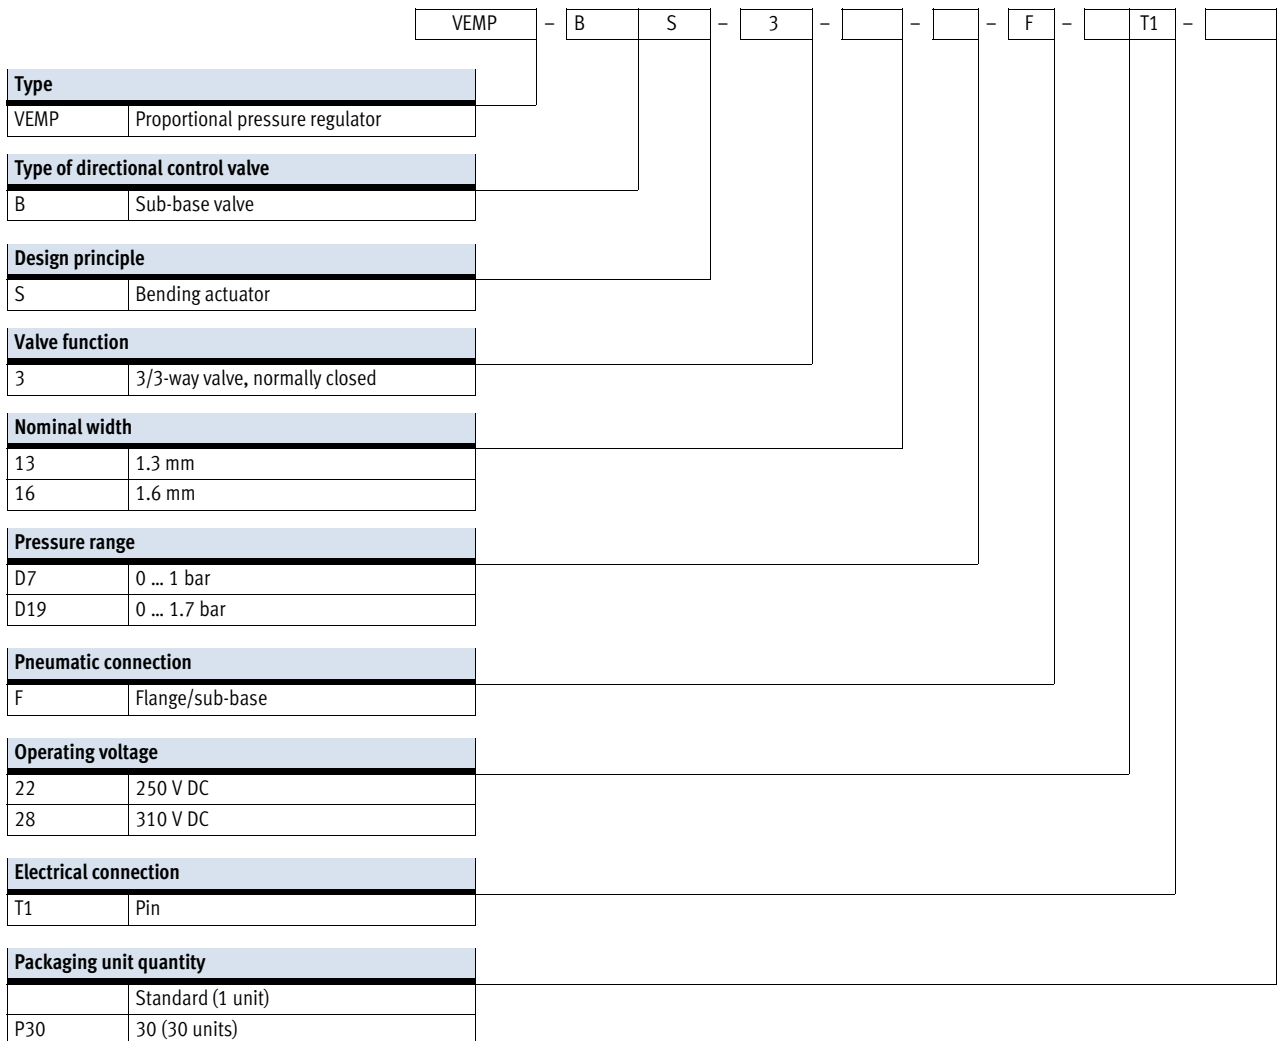 VEMP – B S – 3 – – – F – T1 –
Type
VEMP Proportional pressure regulator
Type of directional control valve
B Sub-base valve
Design principle
S Bending actuator
Valve function
3 3/3-way valve, normally closed
Nominal width
13 1.3 mm
16 1.6 mm
Pressure range
D7 0 ... 1 bar
D19 0 ... 1.7 bar
Pneumatic connection
F Flange/sub-base
Operating voltage
22 250 V DC
28 310 V DC
Electrical connection
T1 Pin
Packaging unit quantity
Standard (1 unit)
P30 30 (30 units)